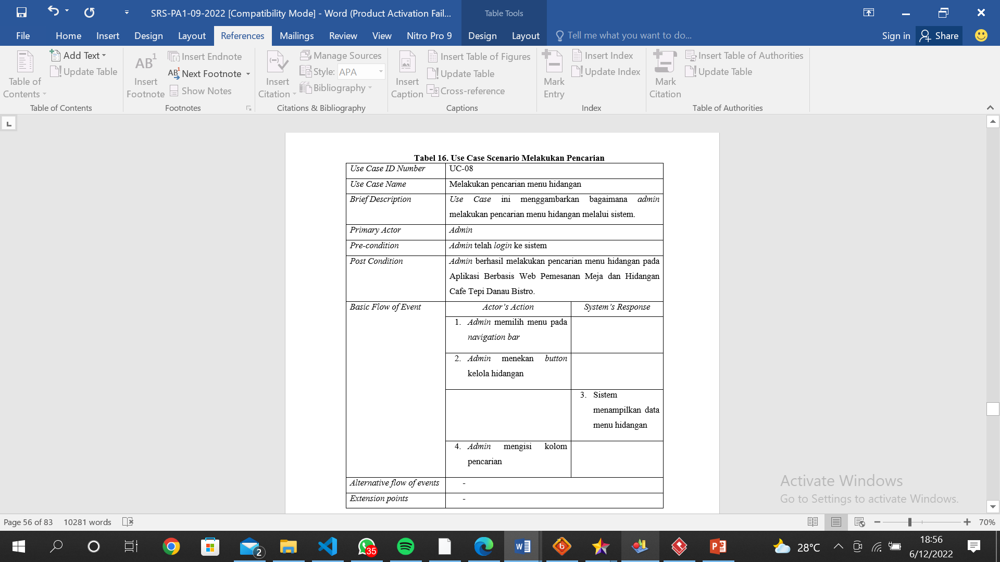 SRS-PA1-09-2022 [Compatibility Mode] - Word (Product Activation Fail...
Table Tools
File
Home
Insert
Design
Layout
References
Mailings
Review
View
Nitro Pro 9
Design
Layout
Tell me what you want to do...
Sign in
Share
Table of
Contents
Add Text
Update Table
Table of Contents
AB1
Insert
Footnote
Insert Endnote
AB1 Next Footnote
Show Notes
Footnotes
Insert
Citation
Manage Sources
Style: APA
Bibliography
Citations & Bibliography
Insert
Caption
Insert Table of Figures
Update Table
Cross-reference
Captions
Mark
Entry
Insert Index
Update Index
Index
Mark
Citation
Insert Table of Authorities
Update Table
Table of Authorities
L
Tabel 16. Use Case Scenario Melakukan Pencarian
Use Case ID Number UC-08
Use Case Name Melakukan pencarian menu hidangan
Brief Description Use Case ini menggambarkan bagaimana admin
melakukan pencarian menu hidangan melalui sistem.
Primary Actor Admin
Pre-condition Admin telah login ke sistem
Post Condition Admin berhasil melakukan pencarian menu hidangan pada
Aplikasi Berbasis Web Pemesanan Meja dan Hidangan
Cafe Tepi Danau Bistro.
Basic Flow of Event Actor’s Action System’s Response
1. Admin memilih menu pada
navigation bar
2. Admin menekan button
kelola hidangan
3. Sistem
menampilkan data
menu hidangan
4. Admin mengisi kolom
pencarian
Alternative flow of events -
Extension points -
Activate Windows
Go to Settings to activate Windows.
Page 56 of 83 10281 words
70%
2
35
28°C
18:56
6/12/2022